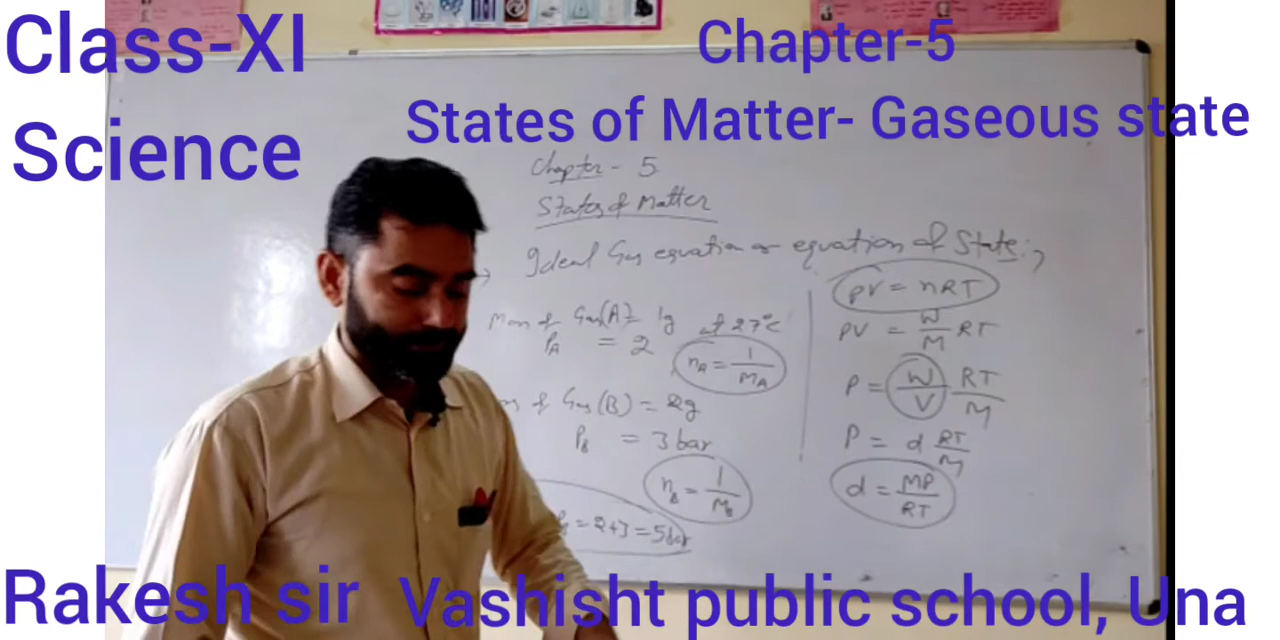 Class-XI
Science
Chapter-5
States of Matter- Gaseous state
Chapter - 5
States of Matter
Ideal Gas equation or equation of State :-
Mass of Gas(A) = 1g at 27°C
PA = 2
nA = 1/MA
of Gas(B) = 2g
PB = 3 bar
nB = 1/MB
= 2+3 = 5bar
PV = nRT
PV = W/M RT
P = W/V RT/M
P = d RT/M
d = MP/RT
Rakesh sir
Vashisht public school, Una